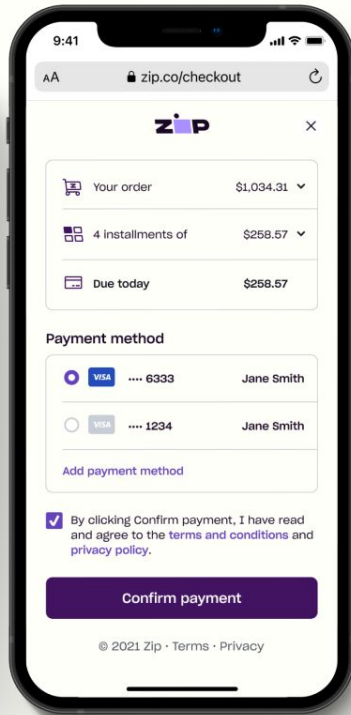 9:41
AA zip.co/checkout
zip ×
Your order $1,034.31
4 installments of $258.57
Due today $258.57
Payment method
VISA •••• 6333 Jane Smith
VISA •••• 1234 Jane Smith
Add payment method
By clicking Confirm payment, I have read
and agree to the terms and conditions and
privacy policy.
Confirm payment
© 2021 Zip · Terms · Privacy